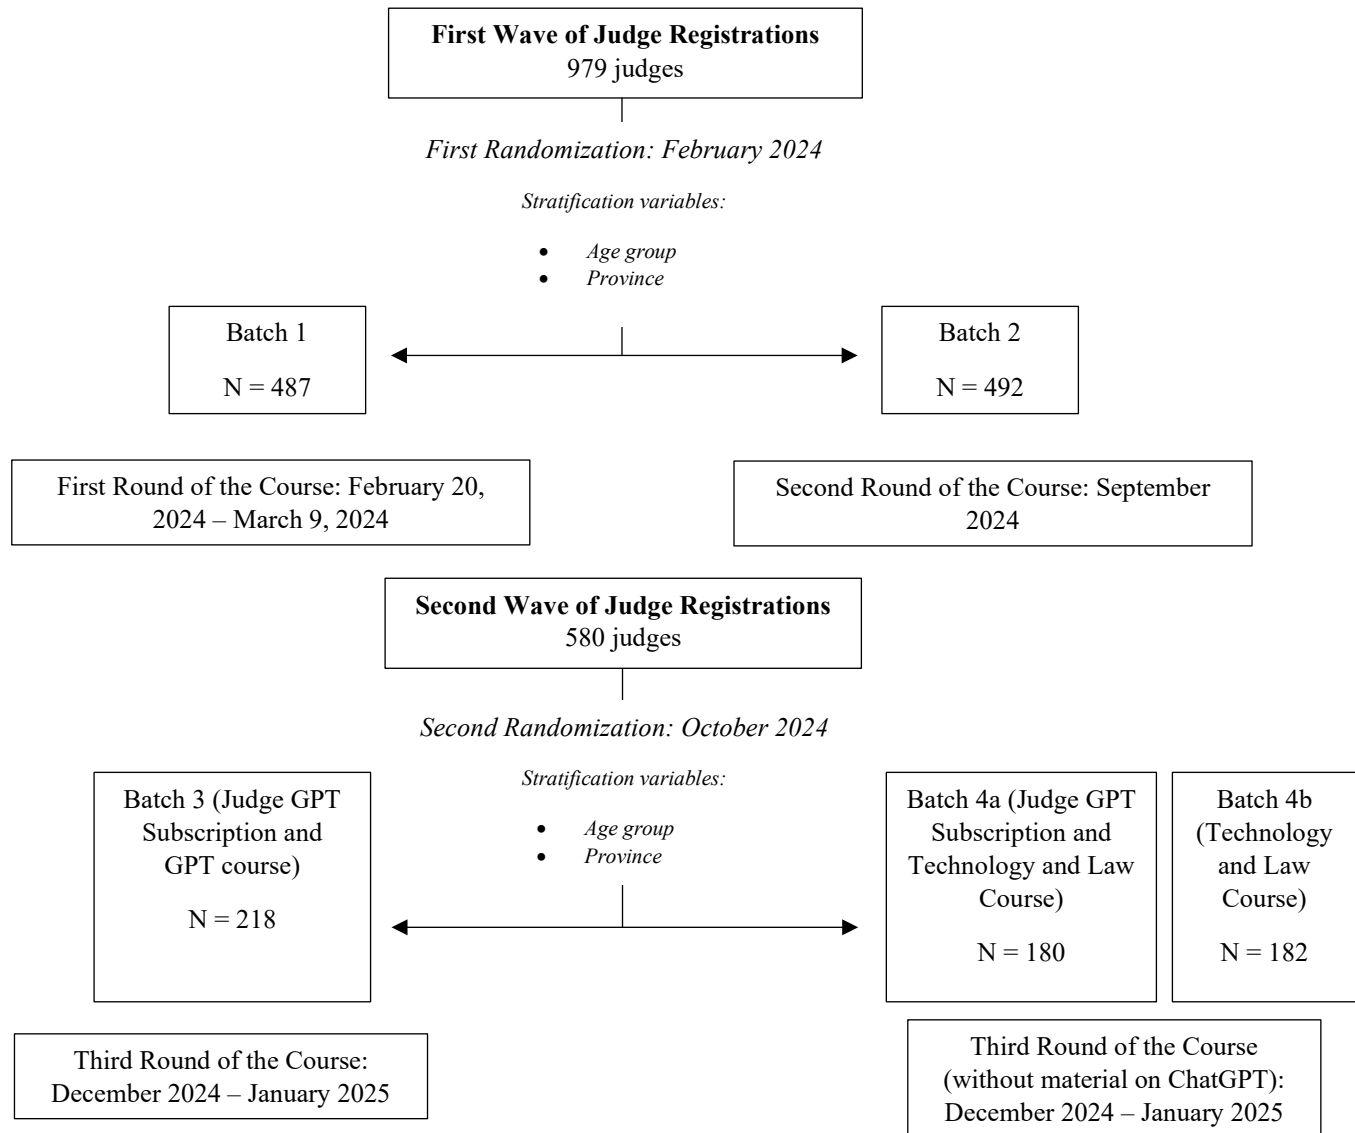 First Wave of Judge Registrations
979 judges
First Randomization: February 2024
Stratification variables:
• Age group
• Province
Batch 1
N = 487
Batch 2
N = 492
First Round of the Course: February 20,
2024 – March 9, 2024
Second Round of the Course: September
2024
Second Wave of Judge Registrations
580 judges
Second Randomization: October 2024
Stratification variables:
• Age group
• Province
Batch 3 (Judge GPT
Subscription and
GPT course)
N = 218
Batch 4a (Judge GPT
Subscription and
Technology and Law
Course)
N = 180
Batch 4b
(Technology
and Law
Course)
N = 182
Third Round of the Course:
December 2024 – January 2025
Third Round of the Course
(without material on ChatGPT):
December 2024 – January 2025